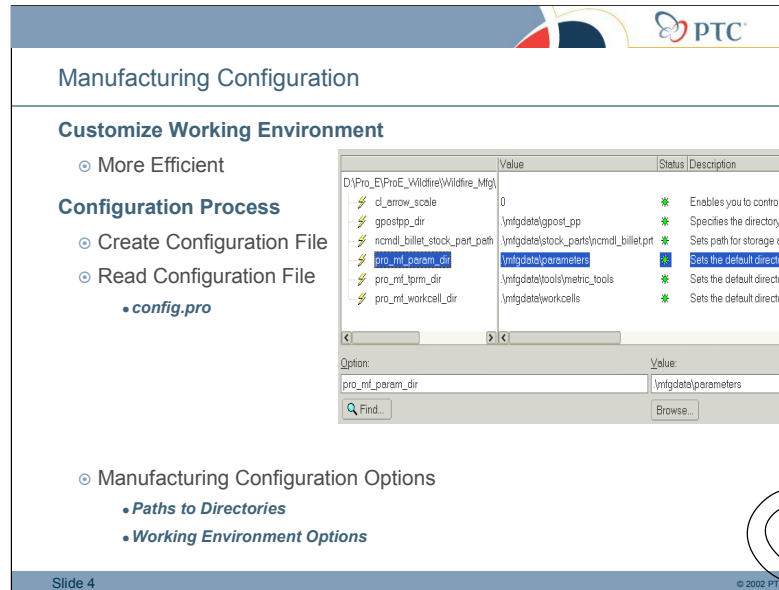 PTC
Manufacturing Configuration
Customize Working Environment
More Efficient
Configuration Process
Create Configuration File
Read Configuration File
config.pro
Value Status Description
D:\Pro_E\ProE_Wildfire\Wildfire_Mfg\
cl_arrow_scale 0 Enables you to contro
gpostpp_dir .\mfgdata\gpost_pp Specifies the directory
ncmdl_billet_stock_part_path .\mfgdata\stock_parts\ncmdl_billet.prt Sets path for storage a
pro_mf_param_dir .\mfgdata\parameters Sets the default direct
pro_mf_tprm_dir .\mfgdata\tools\metric_tools Sets the default direct
pro_mf_workcell_dir .\mfgdata\workcells Sets the default direct
Option: Value:
pro_mf_param_dir .\mfgdata\parameters
Find... Browse...
Manufacturing Configuration Options
Paths to Directories
Working Environment Options
Slide 4 © 2002 PT